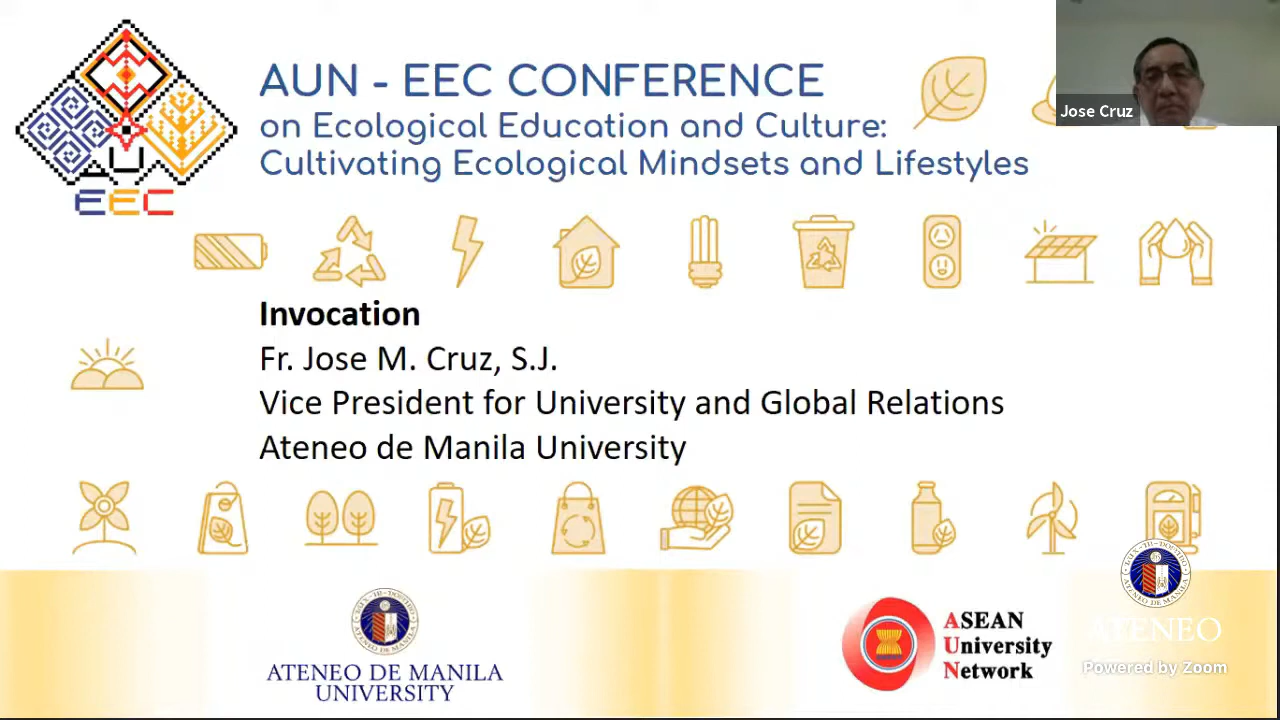 AUN - EEC CONFERENCE
on Ecological Education and Culture:
Cultivating Ecological Mindsets and Lifestyles
Jose Cruz
AU
EEC
Invocation
Fr. Jose M. Cruz, S.J.
Vice President for University and Global Relations
Ateneo de Manila University
ATENEO DE MANILA
UNIVERSITY
ASEAN
University
Network
ATENEO
Powered by Zoom